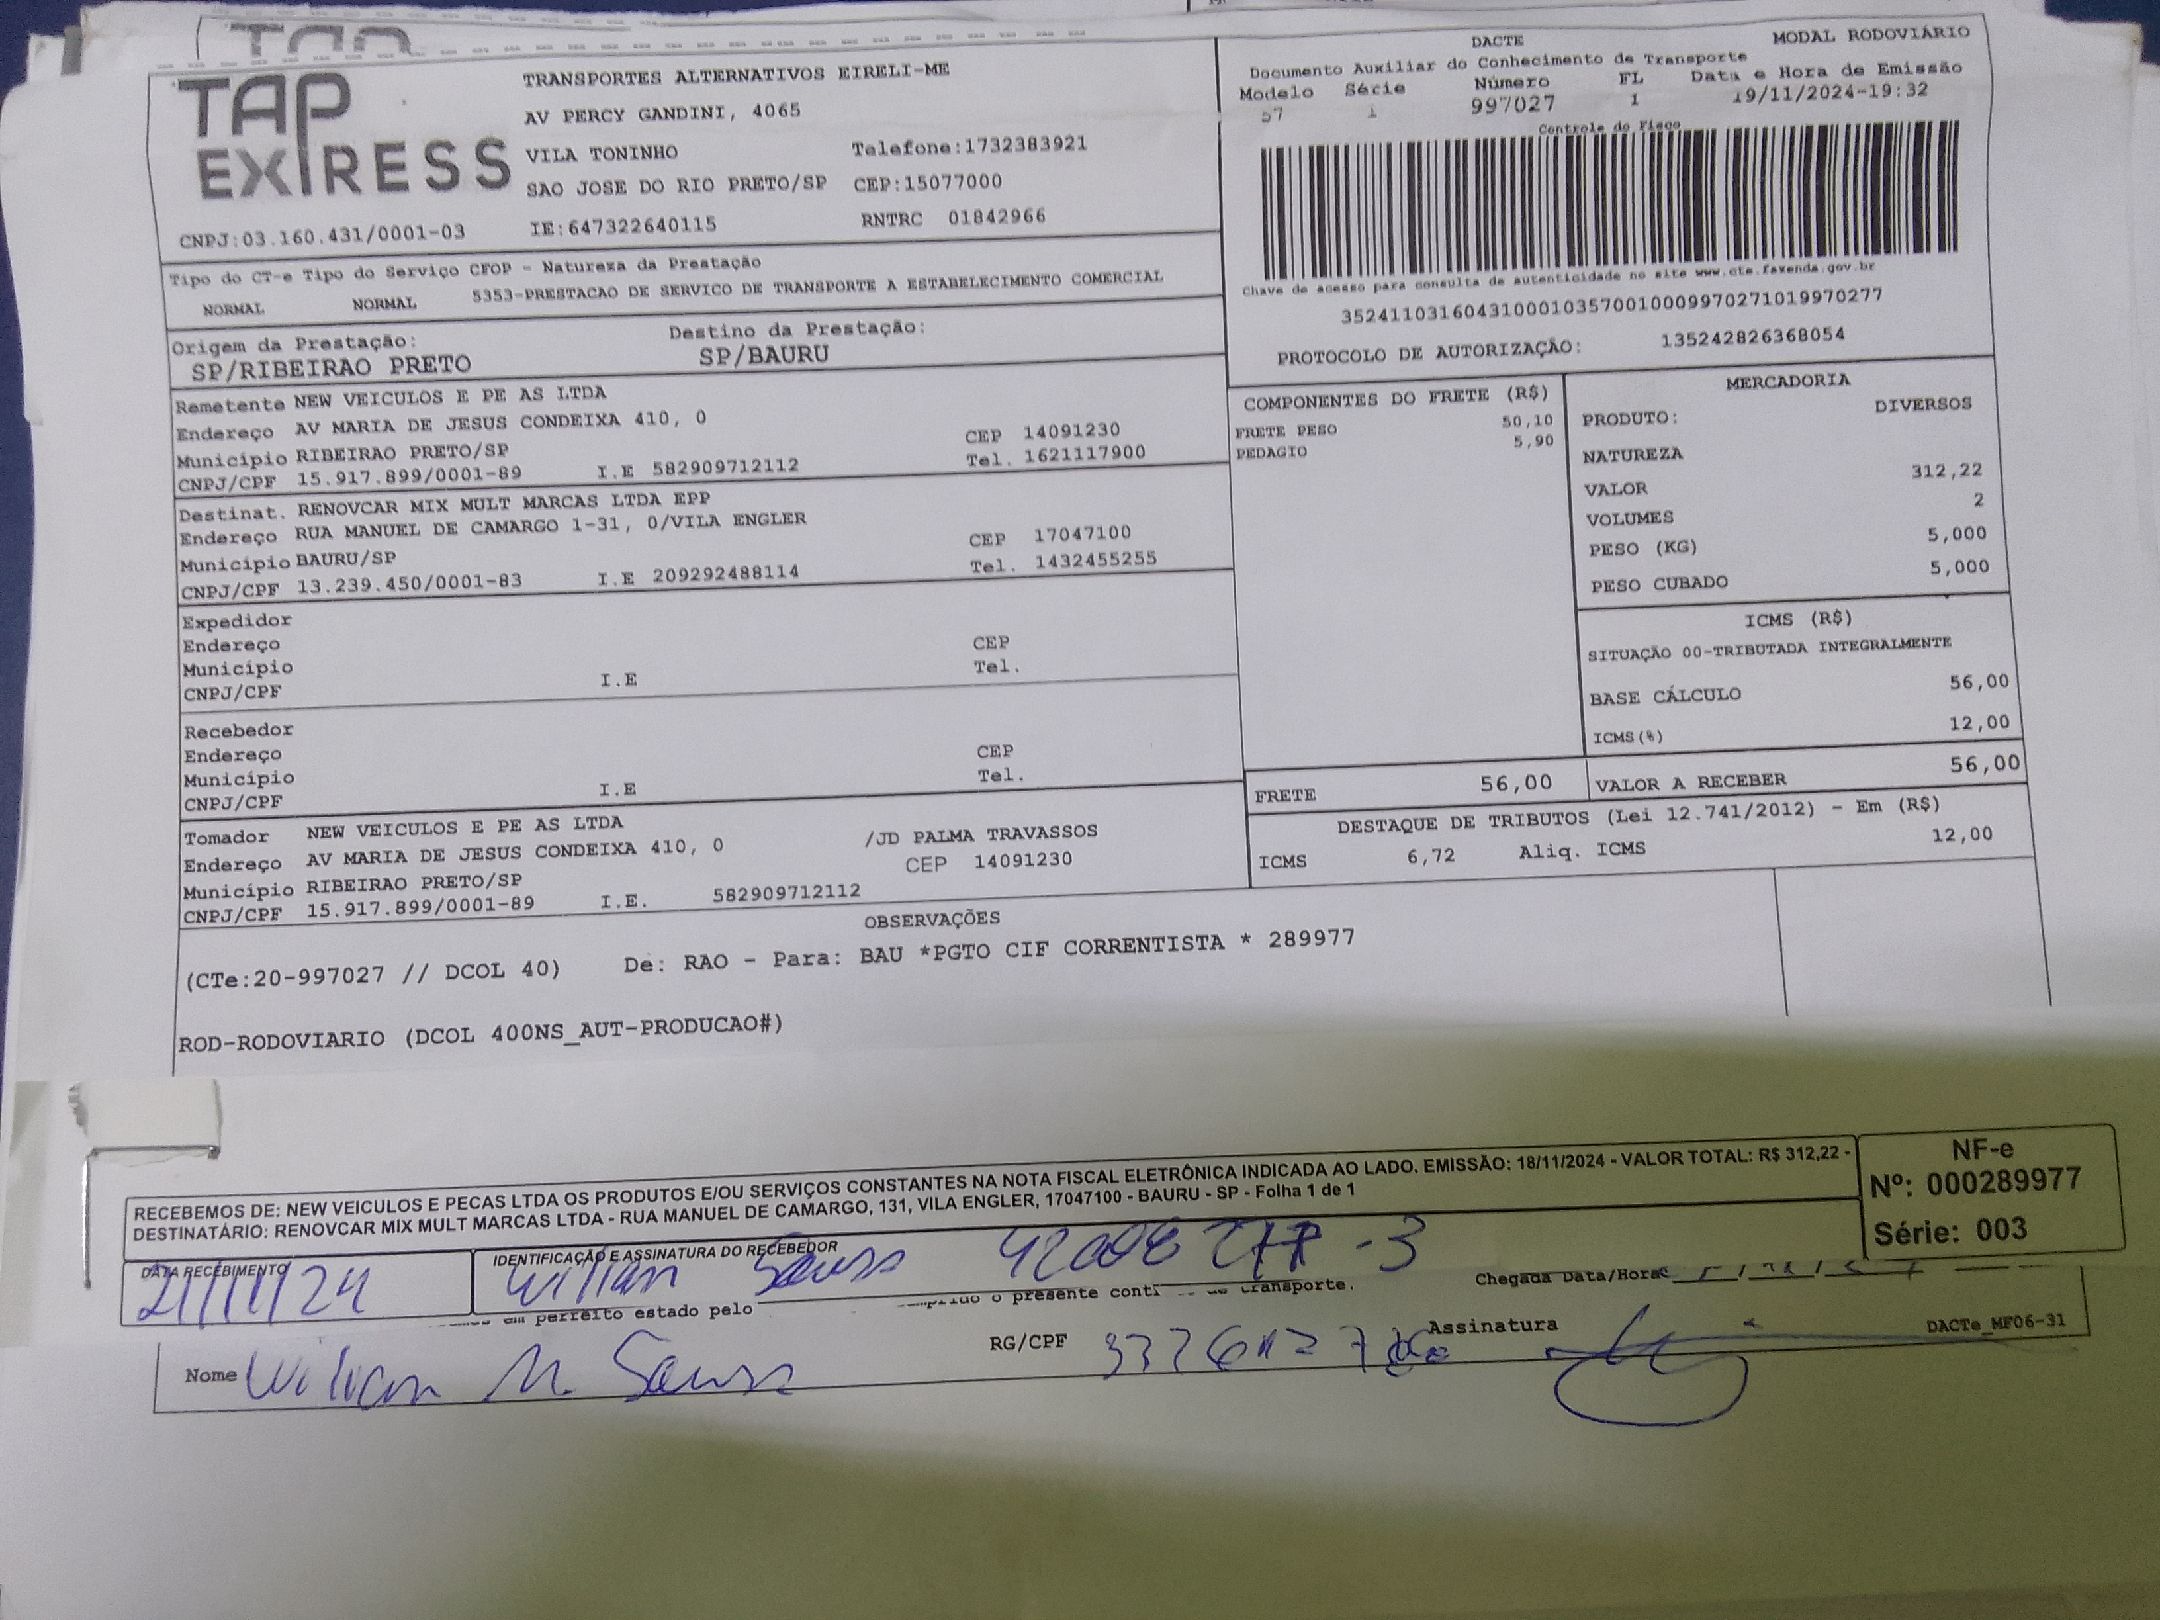 TAP EXPRESS
TRANSPORTES ALTERNATIVOS EIRELI-ME
AV PERCY GANDINI, 4065
VILA TONINHO Telefone:1732383921
SAO JOSE DO RIO PRETO/SP CEP:15077000
CNPJ:03.160.431/0001-03 IE:647322640115 RNTRC 01842966
DACTE MODAL RODOVIÁRIO
Documento Auxiliar do Conhecimento de Transporte
Modelo Série Número FL Data e Hora de Emissão
57 1 997027 1 19/11/2024-19:32
Controle do Fisco
Chave de acesso para consulta de autenticidade no site www.cte.fazenda.gov.br
35241103160431000103570010009970271019970277
PROTOCOLO DE AUTORIZAÇÃO: 135242826368054
Tipo do CT-e Tipo do Serviço CFOP - Natureza da Prestação
NORMAL NORMAL 5353-PRESTACAO DE SERVICO DE TRANSPORTE A ESTABELECIMENTO COMERCIAL
Origem da Prestação: Destino da Prestação:
SP/RIBEIRAO PRETO SP/BAURU
Remetente NEW VEICULOS E PE AS LTDA
Endereço AV MARIA DE JESUS CONDEIXA 410, 0 CEP 14091230
Município RIBEIRAO PRETO/SP Tel. 1621117900
CNPJ/CPF 15.917.899/0001-89 I.E 582909712112
Destinat. RENOVCAR MIX MULT MARCAS LTDA EPP
Endereço RUA MANUEL DE CAMARGO 1-31, 0/VILA ENGLER CEP 17047100
Município BAURU/SP Tel. 1432455255
CNPJ/CPF 13.239.450/0001-83 I.E 209292488114
Expedidor
Endereço CEP
Município Tel.
CNPJ/CPF I.E
Recebedor
Endereço CEP
Município Tel.
CNPJ/CPF I.E
Tomador NEW VEICULOS E PE AS LTDA /JD PALMA TRAVASSOS
Endereço AV MARIA DE JESUS CONDEIXA 410, 0 CEP 14091230
Município RIBEIRAO PRETO/SP
CNPJ/CPF 15.917.899/0001-89 I.E. 582909712112
COMPONENTES DO FRETE (R$)
FRETE PESO 50,10
PEDAGIO 5,90
MERCADORIA
PRODUTO: DIVERSOS
NATUREZA
VALOR 312,22
VOLUMES 2
PESO (KG) 5,000
PESO CUBADO 5,000
ICMS (R$)
SITUAÇÃO 00-TRIBUTADA INTEGRALMENTE
BASE CÁLCULO 56,00
ICMS(%) 12,00
FRETE 56,00 VALOR A RECEBER 56,00
DESTAQUE DE TRIBUTOS (Lei 12.741/2012) - Em (R$)
ICMS 6,72 Aliq. ICMS 12,00
OBSERVAÇÕES
(CTe:20-997027 // DCOL 40) De: RAO - Para: BAU *PGTO CIF CORRENTISTA * 289977
ROD-RODOVIARIO (DCOL 400NS_AUT-PRODUCAO#)
RECEBEMOS DE: NEW VEICULOS E PECAS LTDA OS PRODUTOS E/OU SERVIÇOS CONSTANTES NA NOTA FISCAL ELETRÔNICA INDICADA AO LADO. EMISSÃO: 18/11/2024 - VALOR TOTAL: R$ 312,22 -
DESTINATÁRIO: RENOVCAR MIX MULT MARCAS LTDA - RUA MANUEL DE CAMARGO, 131, VILA ENGLER, 17047100 - BAURU - SP - Folha 1 de 1
NF-e
Nº: 000289977
Série: 003
DATA RECEBIMENTO
21/11/24
IDENTIFICAÇÃO E ASSINATURA DO RECEBEDOR
perfeito estado pelo o presente transporte. Chegada Data/Hora
Nome RG/CPF Assinatura DACTe_MF06-31